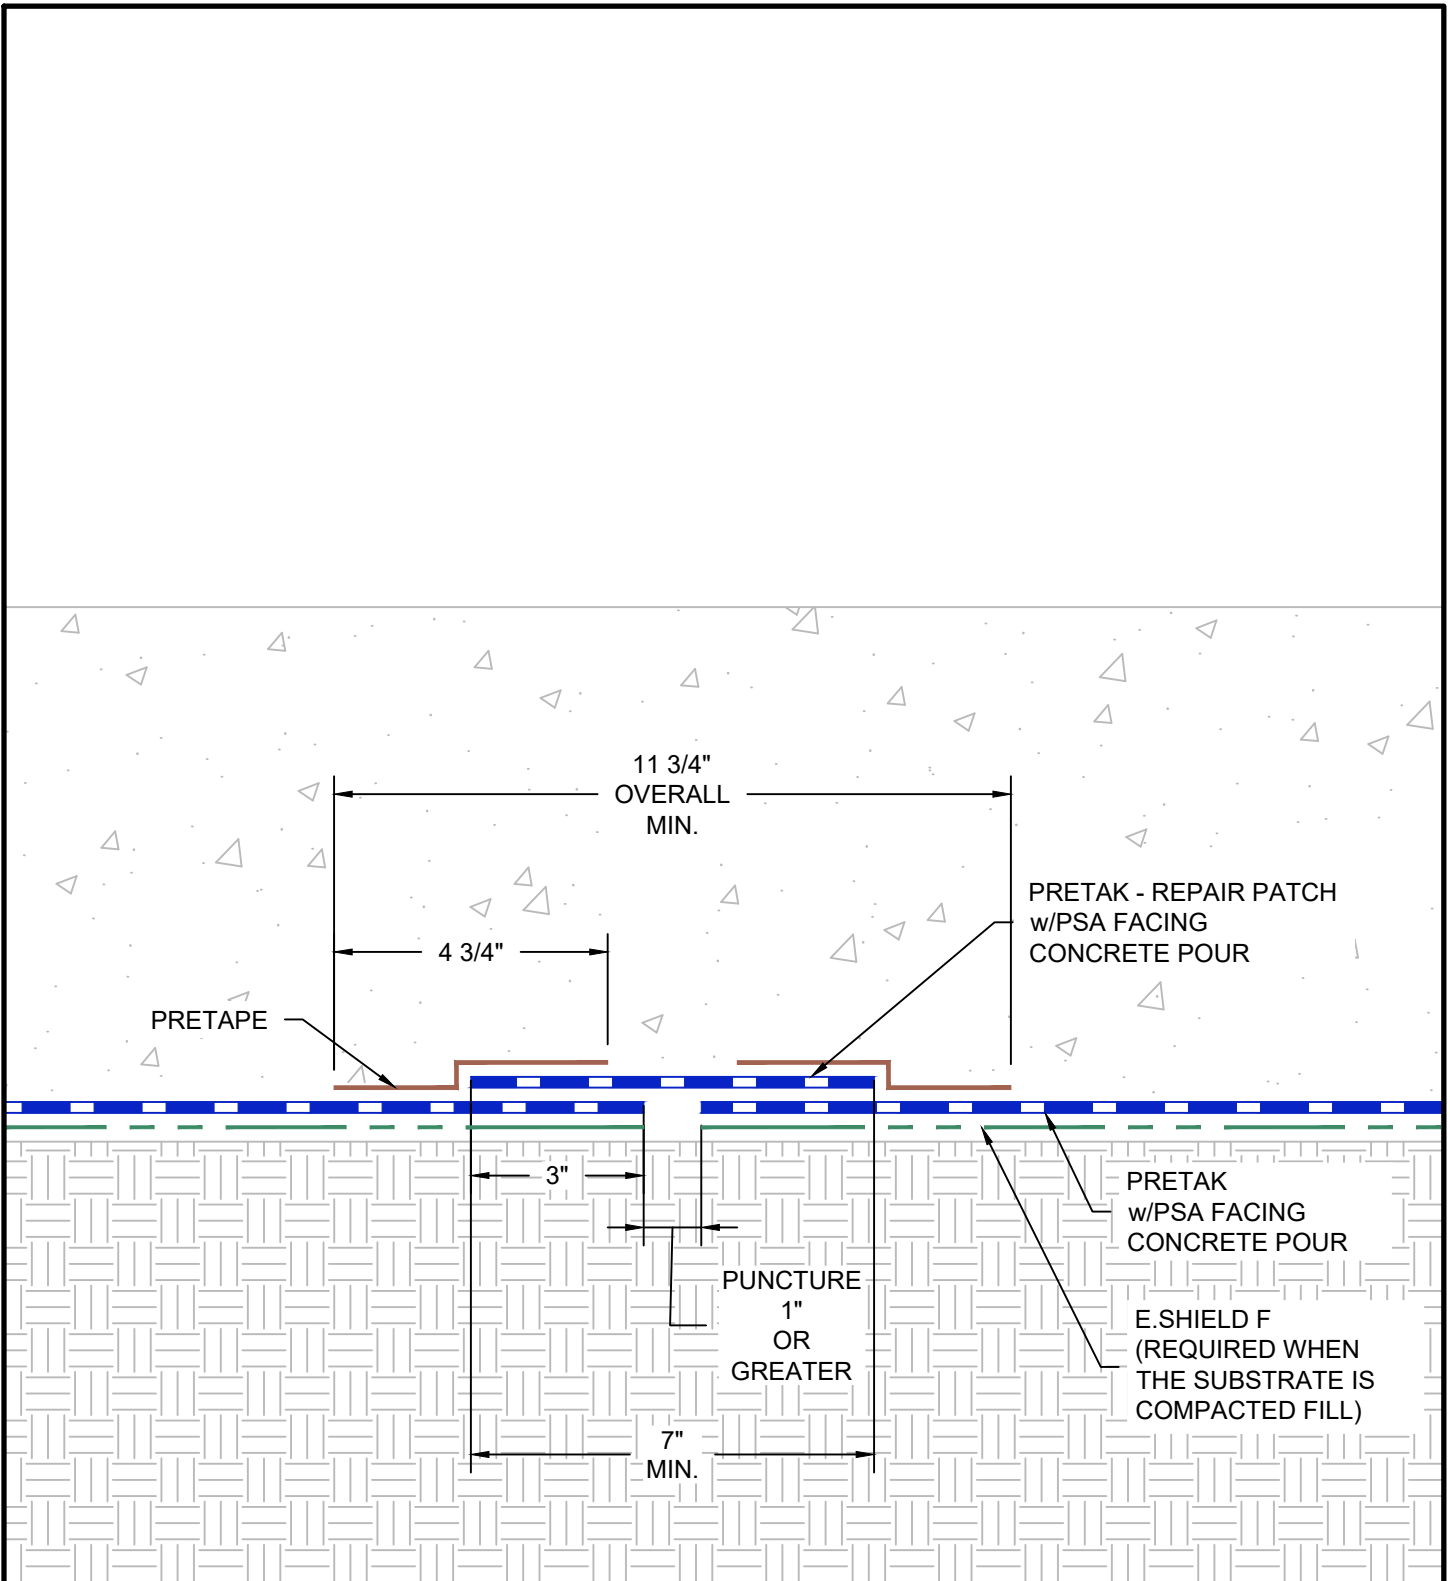 11 3/4"
OVERALL
MIN.
PRETAK - REPAIR PATCH
w/PSA FACING
CONCRETE POUR
4 3/4"
PRETAPE
3"
PRETAK
w/PSA FACING
CONCRETE POUR
PUNCTURE
1"
OR
GREATER
E.SHIELD F
(REQUIRED WHEN
THE SUBSTRATE IS
COMPACTED FILL)
7"
MIN.